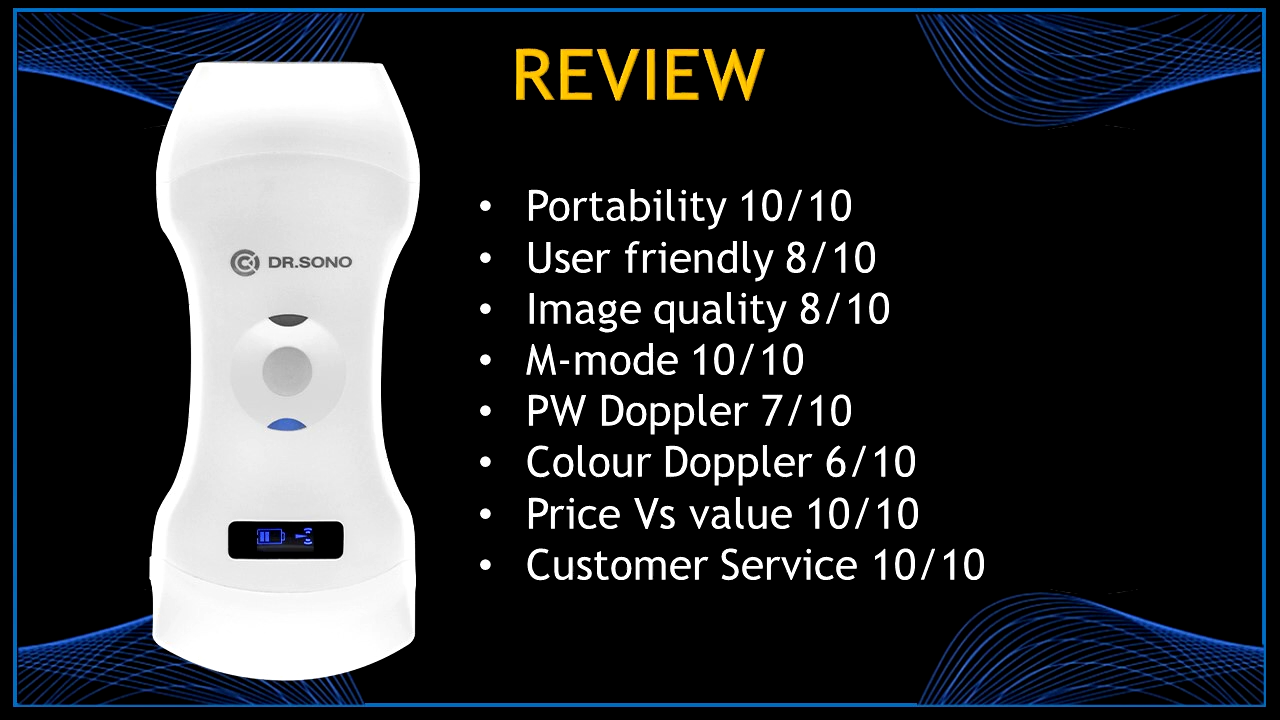 REVIEW
DR.SONO
• Portability 10/10
• User friendly 8/10
• Image quality 8/10
• M-mode 10/10
• PW Doppler 7/10
• Colour Doppler 6/10
• Price Vs value 10/10
• Customer Service 10/10